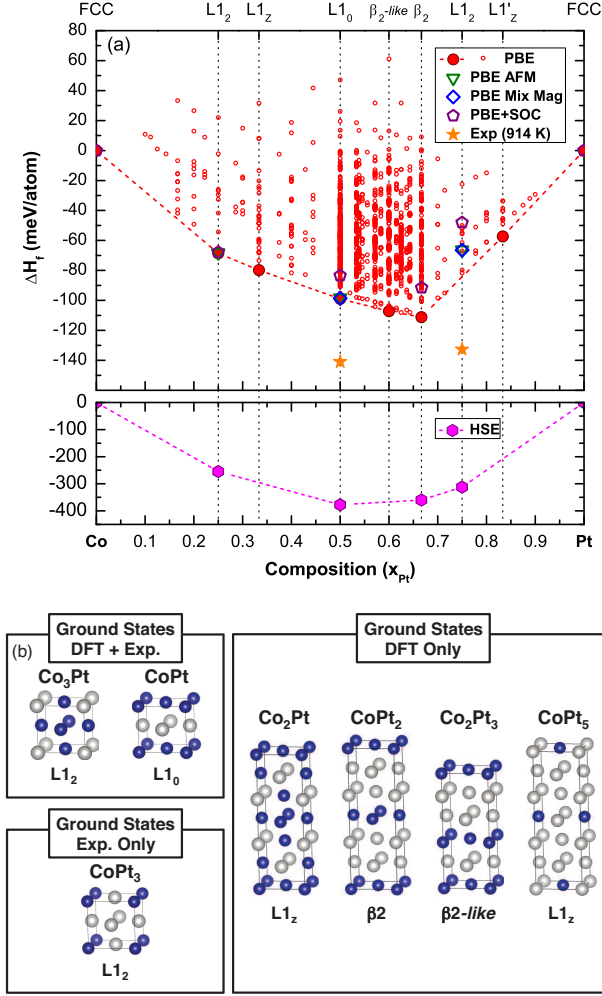 FCC L1₂ L1_Z L1₀ β₂-like β₂ L1₂ L1'_Z FCC
(a)
80
60
40
20
0
-20
-40
-60
-80
-100
-120
-140
ΔH_f (meV/atom)
PBE
PBE AFM
PBE Mix Mag
PBE+SOC
Exp (914 K)
0
-100
-200
-300
-400
HSE
Co 0.1 0.2 0.3 0.4 0.5 0.6 0.7 0.8 0.9 Pt
Composition (x_Pt)
(b)
Ground States
DFT + Exp.
Co₃Pt CoPt
L1₂ L1₀
Ground States
Exp. Only
CoPt₃
L1₂
Ground States
DFT Only
Co₂Pt CoPt₂ Co₂Pt₃ CoPt₅
L1_z β2 β2-like L1_z